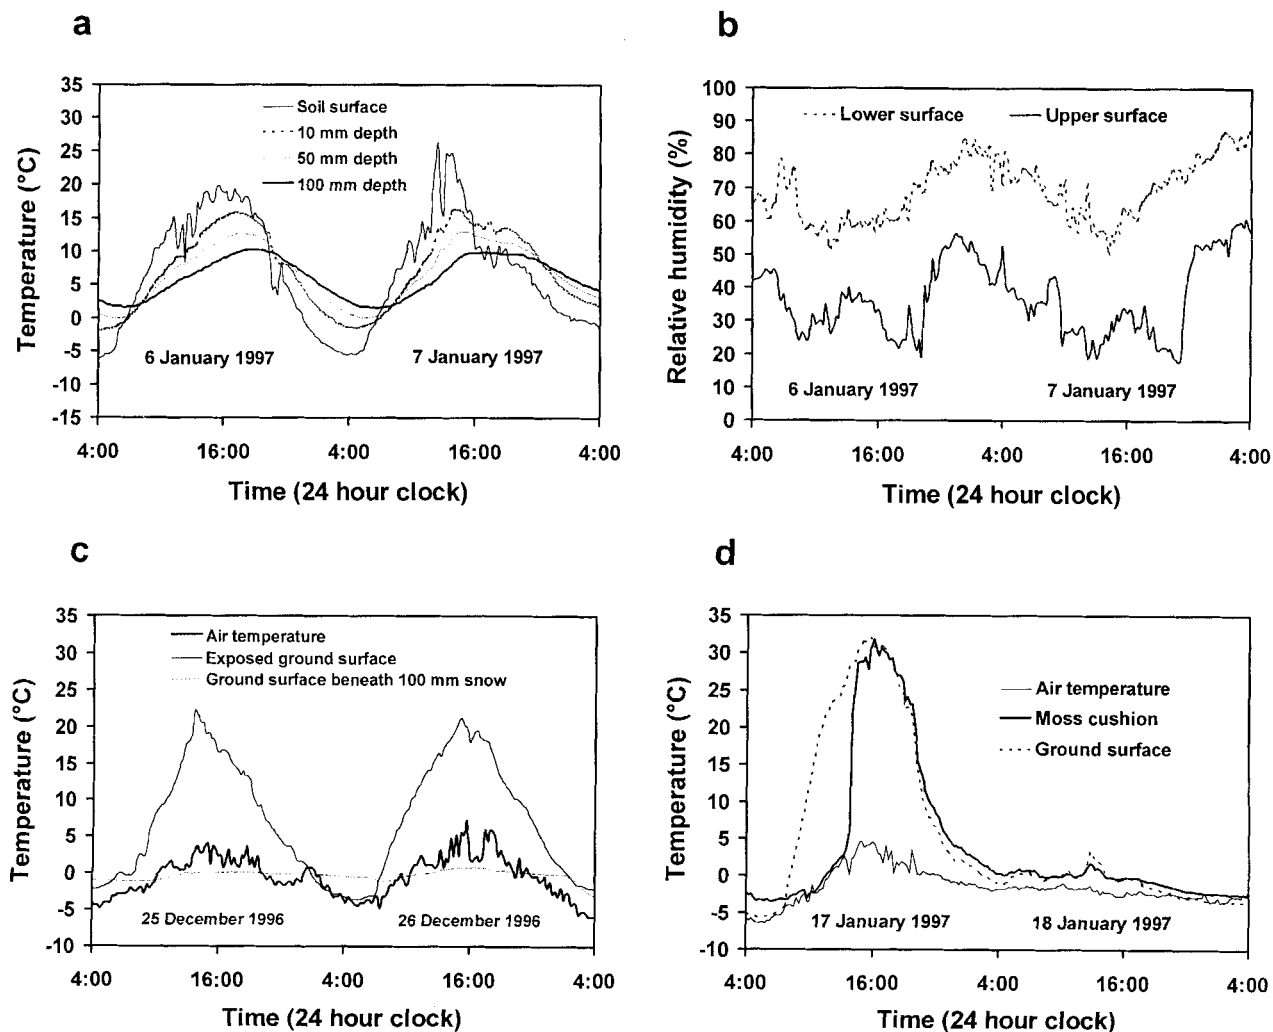 a
35
30
25
20
15
10
5
0
-5
-10
-15
Temperature (°C)
Soil surface
10 mm depth
50 mm depth
100 mm depth
6 January 1997
7 January 1997
4:00
16:00
4:00
16:00
4:00
Time (24 hour clock)
b
100
90
80
70
60
50
40
30
20
10
0
Relative humidity (%)
Lower surface
Upper surface
6 January 1997
7 January 1997
4:00
16:00
4:00
16:00
4:00
Time (24 hour clock)
c
35
30
25
20
15
10
5
0
-5
-10
Temperature (°C)
Air temperature
Exposed ground surface
Ground surface beneath 100 mm snow
25 December 1996
26 December 1996
4:00
16:00
4:00
16:00
4:00
Time (24 hour clock)
d
35
30
25
20
15
10
5
0
-5
-10
Temperature (°C)
Air temperature
Moss cushion
Ground surface
17 January 1997
18 January 1997
4:00
16:00
4:00
16:00
4:00
Time (24 hour clock)